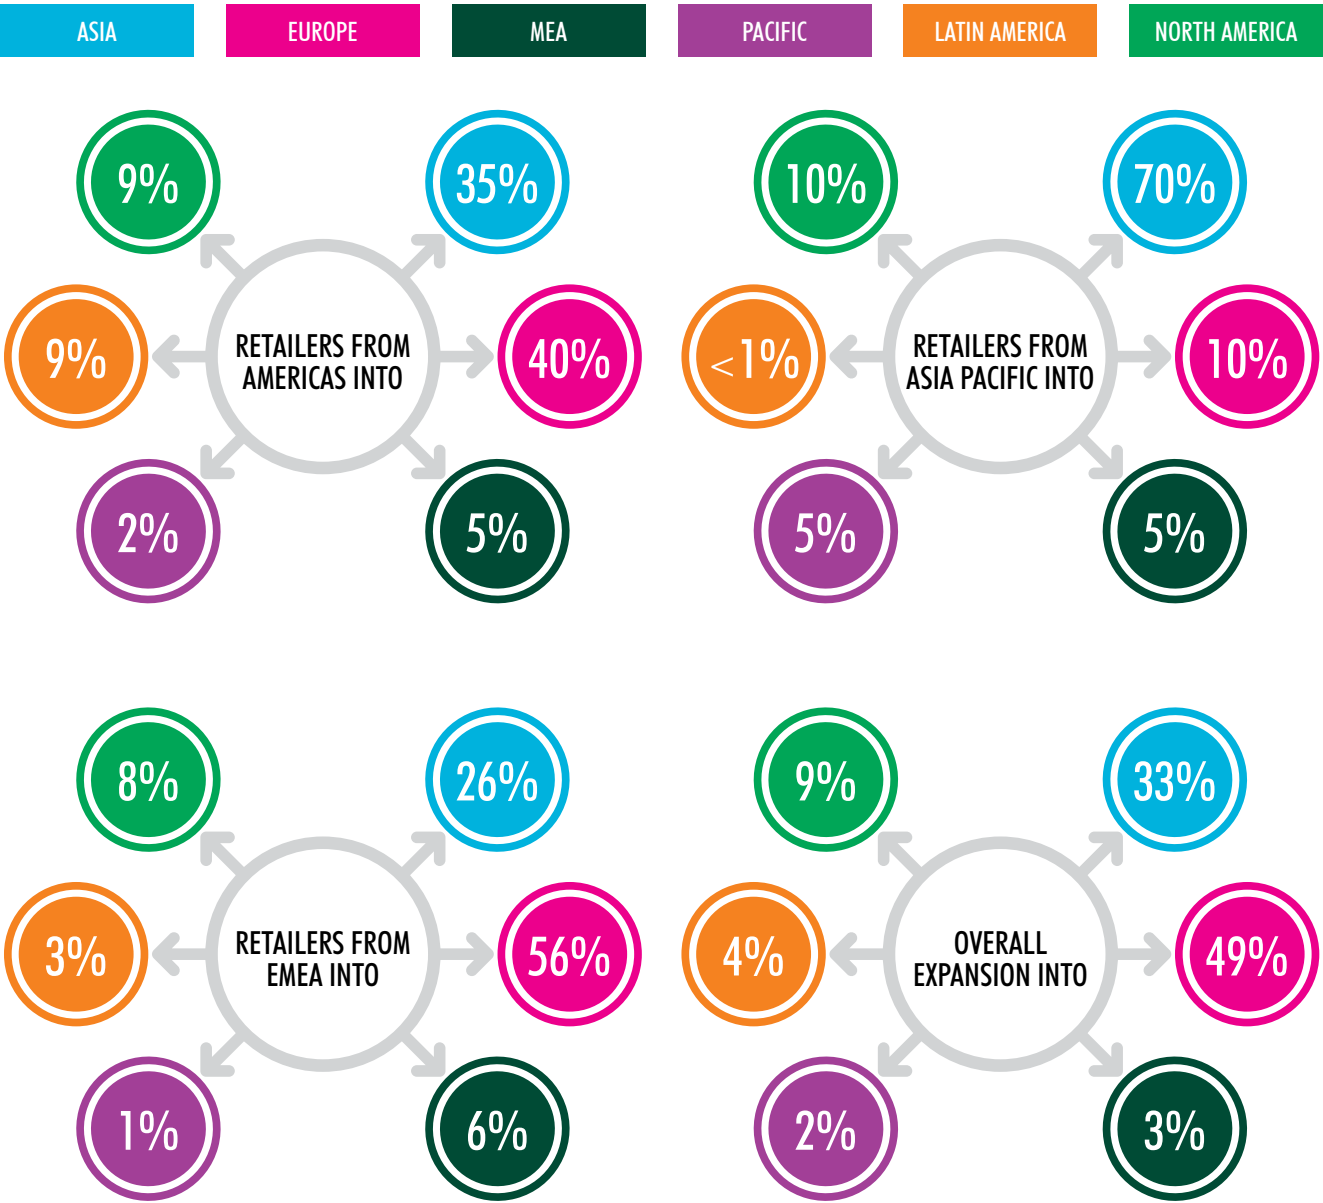 ASIA
EUROPE
MEA
PACIFIC
LATIN AMERICA
NORTH AMERICA
9%
35%
9%
RETAILERS FROM
AMERICAS INTO
40%
2%
5%
10%
70%
<1%
RETAILERS FROM
ASIA PACIFIC INTO
10%
5%
5%
8%
26%
3%
RETAILERS FROM
EMEA INTO
56%
1%
6%
9%
33%
4%
OVERALL
EXPANSION INTO
49%
2%
3%